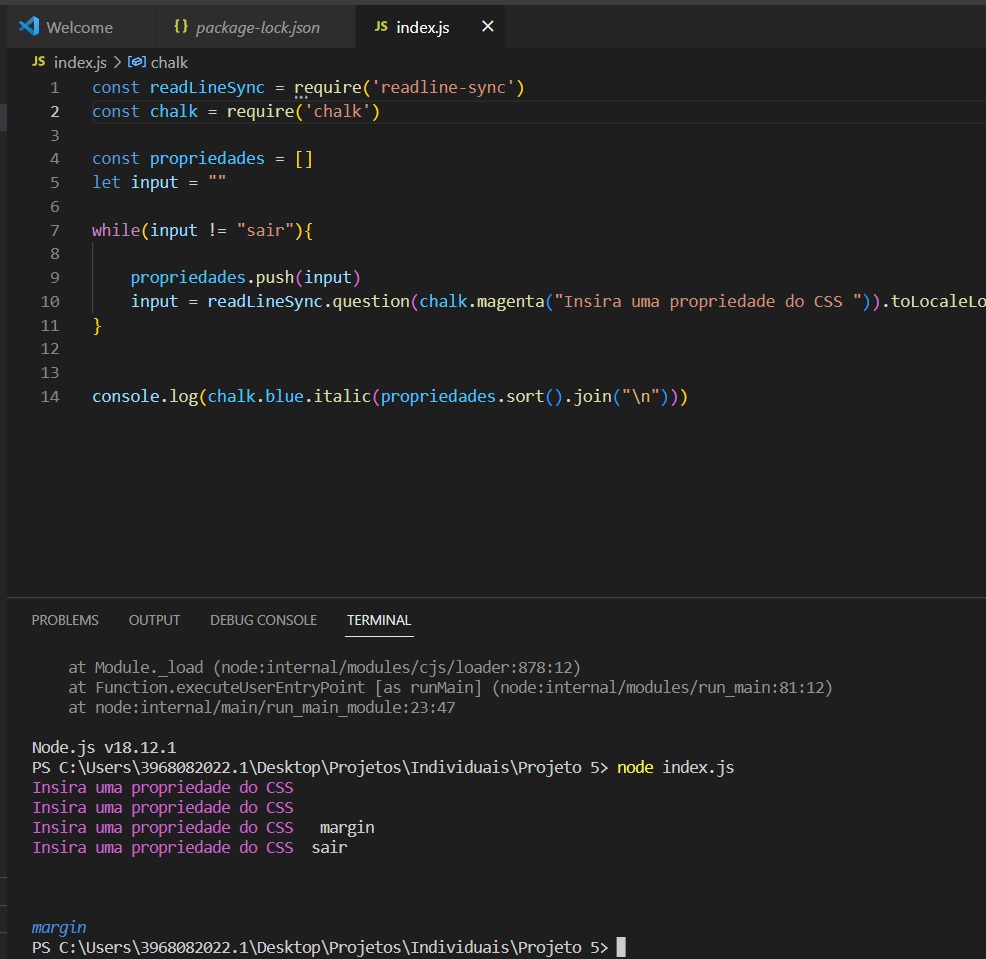 Welcome package-lock.json JS index.js
JS index.js > chalk
1 const readLineSync = require('readline-sync')
2 const chalk = require('chalk')
3
4 const propriedades = []
5 let input = ""
6
7 while(input != "sair"){
8
9 propriedades.push(input)
10 input = readLineSync.question(chalk.magenta("Insira uma propriedade do CSS ")).toLocaleLo
11 }
12
13
14 console.log(chalk.blue.italic(propriedades.sort().join("\n")))
PROBLEMS OUTPUT DEBUG CONSOLE TERMINAL
at Module._load (node:internal/modules/cjs/loader:878:12)
at Function.executeUserEntryPoint [as runMain] (node:internal/modules/run_main:81:12)
at node:internal/main/run_main_module:23:47
Node.js v18.12.1
PS C:\Users\3968082022.1\Desktop\Projetos\Individuais\Projeto 5> node index.js
Insira uma propriedade do CSS
Insira uma propriedade do CSS
Insira uma propriedade do CSS margin
Insira uma propriedade do CSS sair
margin
PS C:\Users\3968082022.1\Desktop\Projetos\Individuais\Projeto 5>